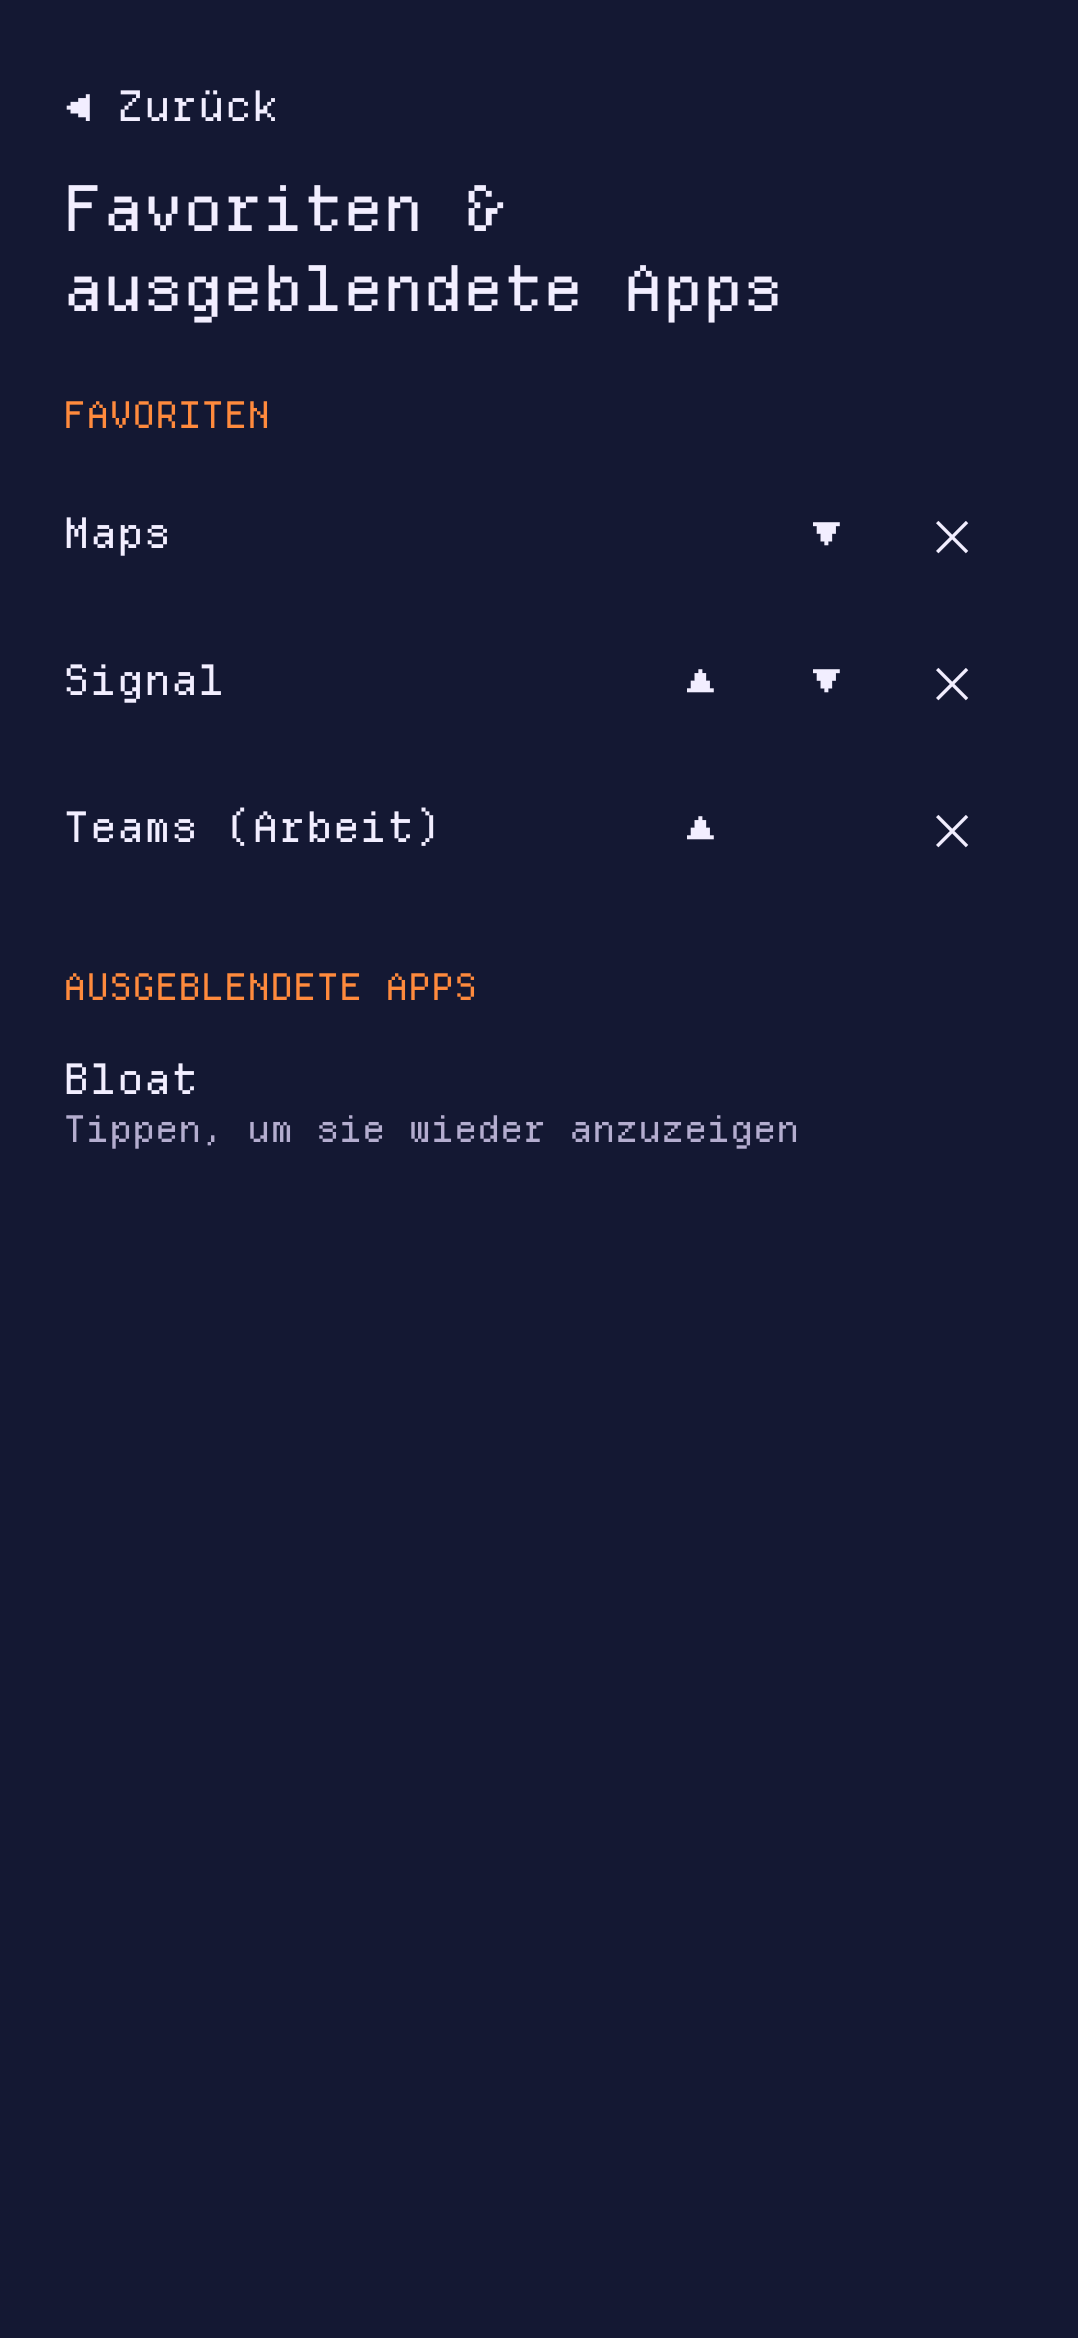 ◀ Zurück
Favoriten &
ausgeblendete Apps
FAVORITEN
Maps ▼ ×
Signal ▲ ▼ ×
Teams (Arbeit) ▲ ×
AUSGEBLENDETE APPS
Bloat
Tippen, um sie wieder anzuzeigen